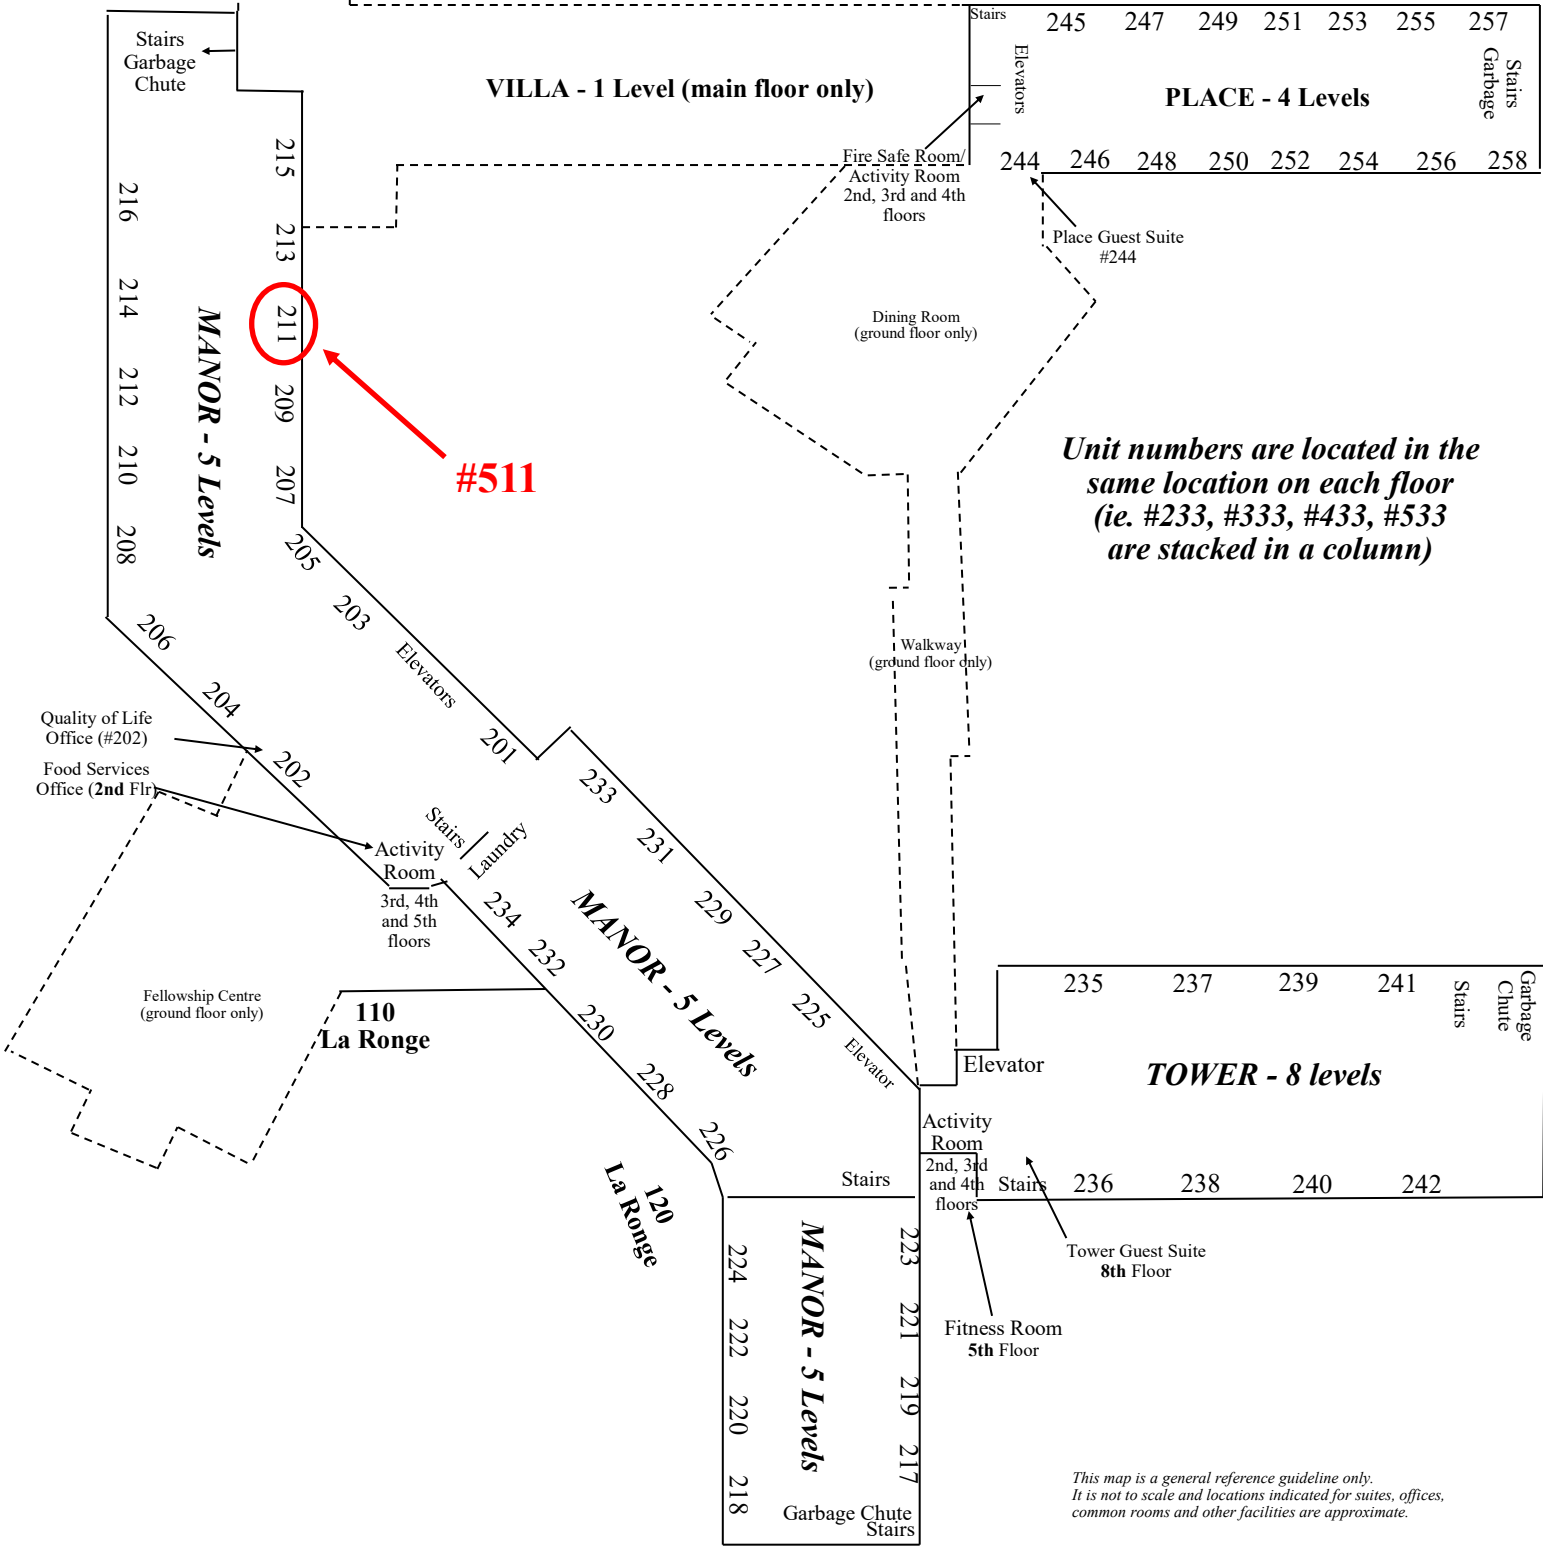 Stairs
Garbage
Chute
VILLA - 1 Level (main floor only)
Stairs
Elevators
245 247 249 251 253 255 257
Stairs
Garbage
PLACE - 4 Levels
244 246 248 250 252 254 256 258
Fire Safe Room/
Activity Room
2nd, 3rd and 4th
floors
Place Guest Suite
#244
Dining Room
(ground floor only)
215
213
211
209
207
205
203
Elevators
201
216
214
212
210
208
206
204
202
MANOR - 5 Levels
#511
Unit numbers are located in the
same location on each floor
(ie. #233, #333, #433, #533
are stacked in a column)
Walkway
(ground floor only)
Quality of Life
Office (#202)
Food Services
Office (2nd Flr)
Activity
Room
3rd, 4th
and 5th
floors
Stairs
Laundry
233
231
229
227
225
Elevator
234
232
230
228
226
MANOR - 5 Levels
Fellowship Centre
(ground floor only)
110
La Ronge
120
La Ronge
235 237 239 241
Stairs
Garbage
Chute
Elevator
TOWER - 8 levels
Activity
Room
2nd, 3rd
and 4th
floors
Stairs
236 238 240 242
Tower Guest Suite
8th Floor
Fitness Room
5th Floor
Stairs
224
222
220
218
MANOR - 5 Levels
223
221
219
217
Garbage Chute
Stairs
This map is a general reference guideline only.
It is not to scale and locations indicated for suites, offices,
common rooms and other facilities are approximate.